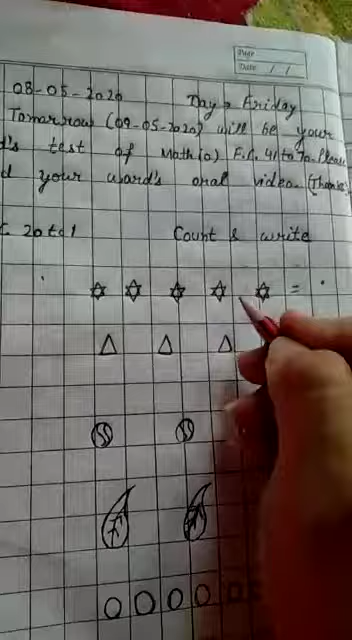 Page
Date / /
08-05-2020 Day → Friday
Tomorrow (09-05-2020) will be your
d's test of Math(o) F.C. 41 to 70. Please
d your ward's oral video. (Thanks)
20 to 1 Count & write
=